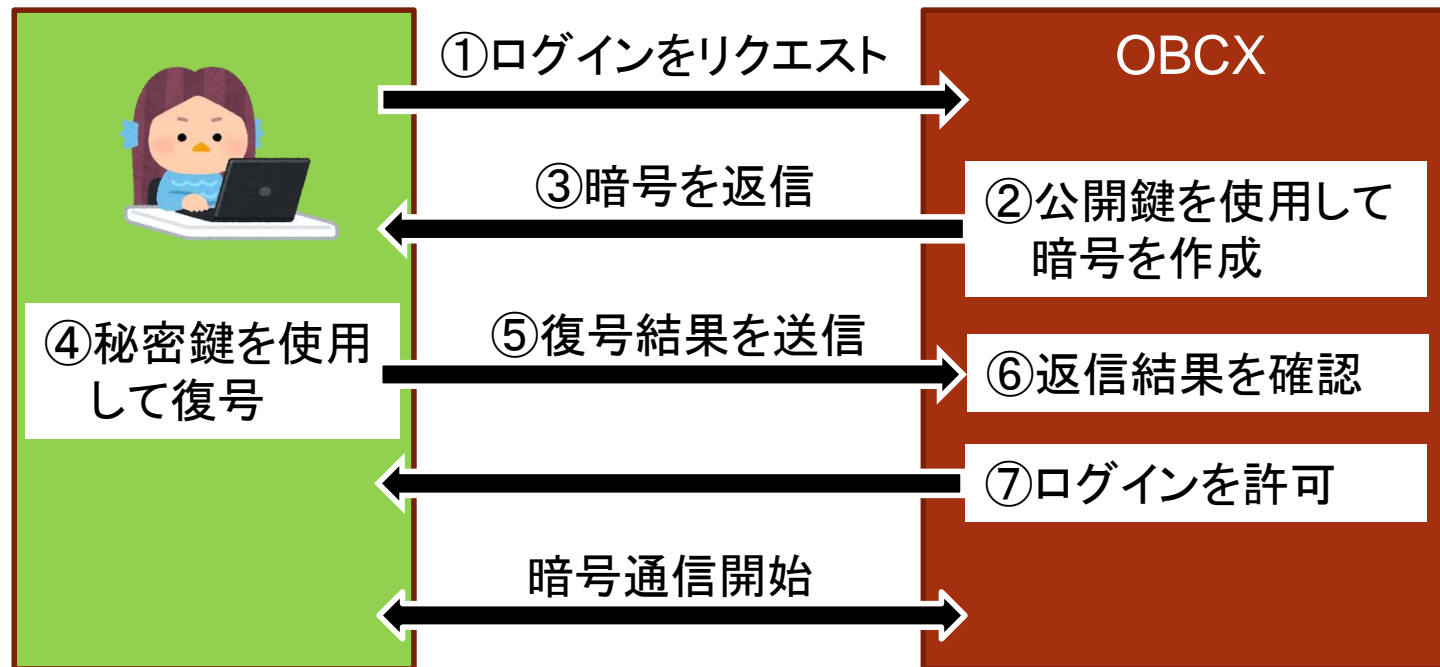 ①ログインをリクエスト
OBCX
③暗号を返信
②公開鍵を使用して
暗号を作成
④秘密鍵を使用
して復号
⑤復号結果を送信
⑥返信結果を確認
⑦ログインを許可
暗号通信開始